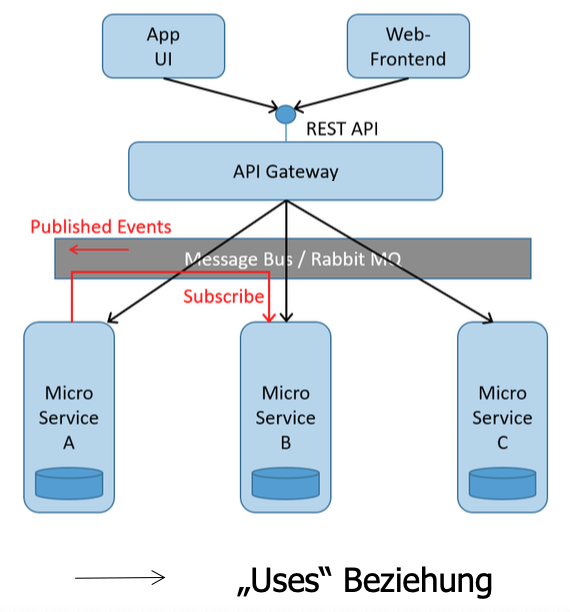 App
UI
Web-
Frontend
REST API
API Gateway
Published Events
Message Bus / Rabbit MQ
Subscribe
Micro
Service
A
Micro
Service
B
Micro
Service
C
„Uses“ Beziehung